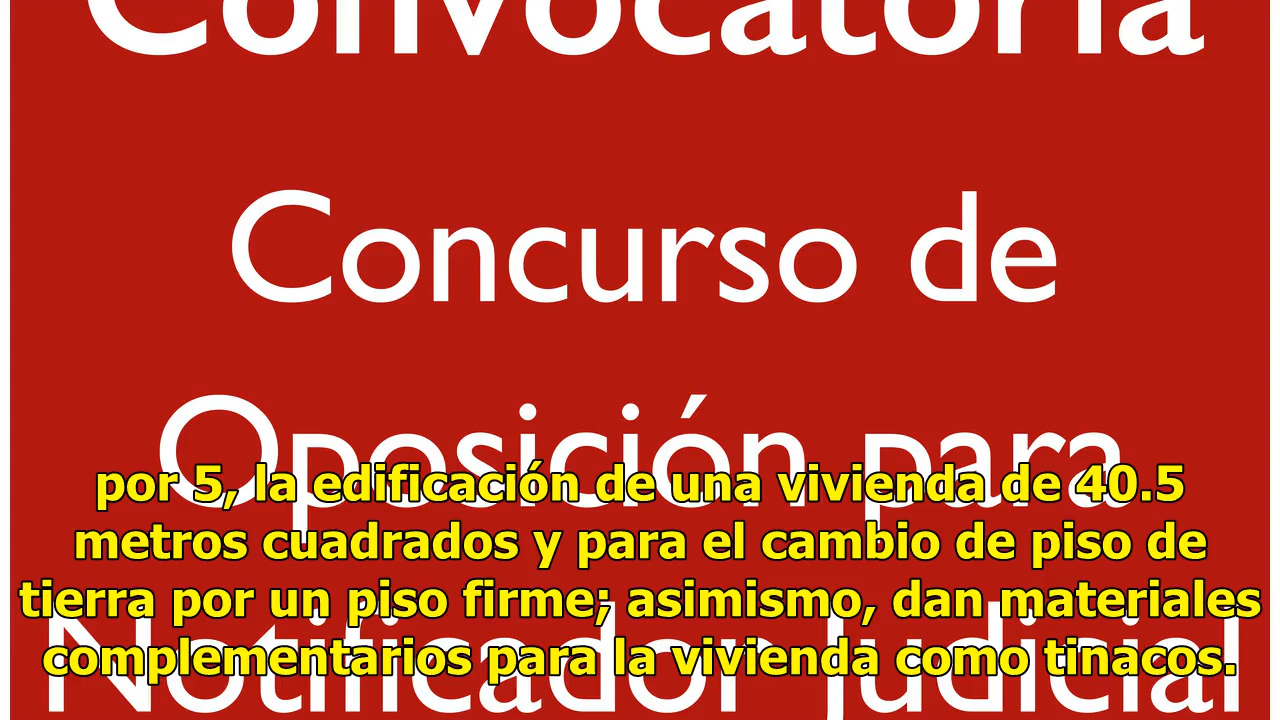 Convocatoria
Concurso de
Oposición para
Notificador Judicial
por 5, la edificación de una vivienda de 40.5
metros cuadrados y para el cambio de piso de
tierra por un piso firme; asimismo, dan materiales
complementarios para la vivienda como tinacos.